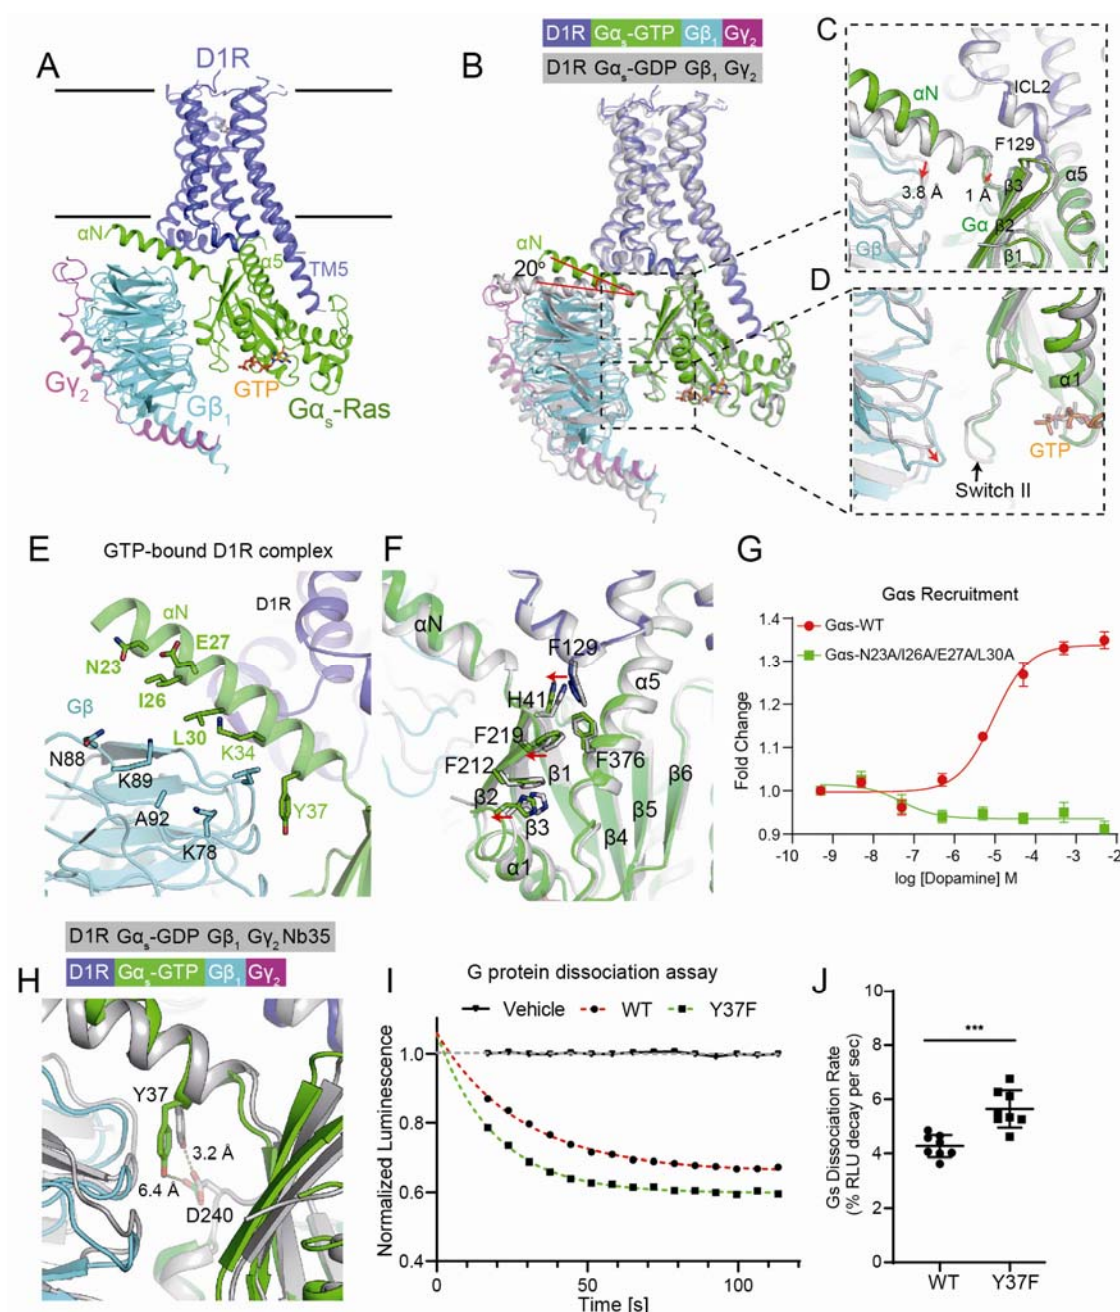 A
D1R
αN
α5
TM5
Gγ₂
Gβ₁
GTP
Gαs-Ras
B
D1R Gαs-GTP Gβ₁ Gγ₂
D1R Gαs-GDP Gβ₁ Gγ₂
αN
20°
C
αN
ICL2
F129
3.8 Å
1 Å
β3
α5
Gα
β2
Gβ
β1
D
α1
GTP
Switch II
E
GTP-bound D1R complex
αN
D1R
E27
N23
I26
Gβ
L30
K34
N88
K89
A92
Y37
K78
F
αN
F129
α5
H41
F219
F376
F212
β1
β6
β2
β5
β3
β4
α1
G
Gαs Recruitment
Gαs-WT
Gαs-N23A/I26A/E27A/L30A
Fold Change
1.4
1.3
1.2
1.1
1.0
0.9
-10 -9 -8 -7 -6 -5 -4 -3 -2
log [Dopamine] M
H
D1R Gαs-GDP Gβ₁ Gγ₂ Nb35
D1R Gαs-GTP Gβ₁ Gγ₂
Y37
3.2 Å
6.4 Å
D240
I
G protein dissociation assay
Vehicle WT Y37F
Normalized Luminescence
1.0
0.8
0.6
0.4
0 50 100
Time [s]
J
Gs Dissociation Rate
(% RLU decay per sec)
10
8
6
4
2
0
***
WT Y37F